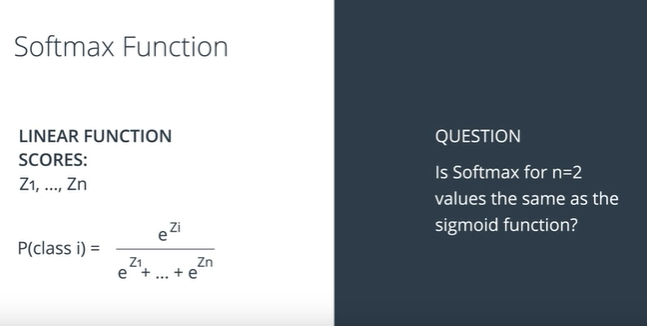 Softmax Function
LINEAR FUNCTION
SCORES:
Z1, ..., Zn
P(class i) = e^Zi / (e^Z1 + ... + e^Zn)
QUESTION
Is Softmax for n=2
values the same as the
sigmoid function?